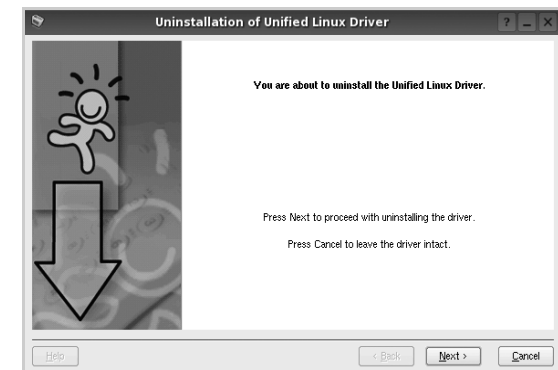 Uninstallation of Unified Linux Driver
You are about to uninstall the Unified Linux Driver.
Press Next to proceed with uninstalling the driver.
Press Cancel to leave the driver intact.
Help
< Back
Next >
Cancel